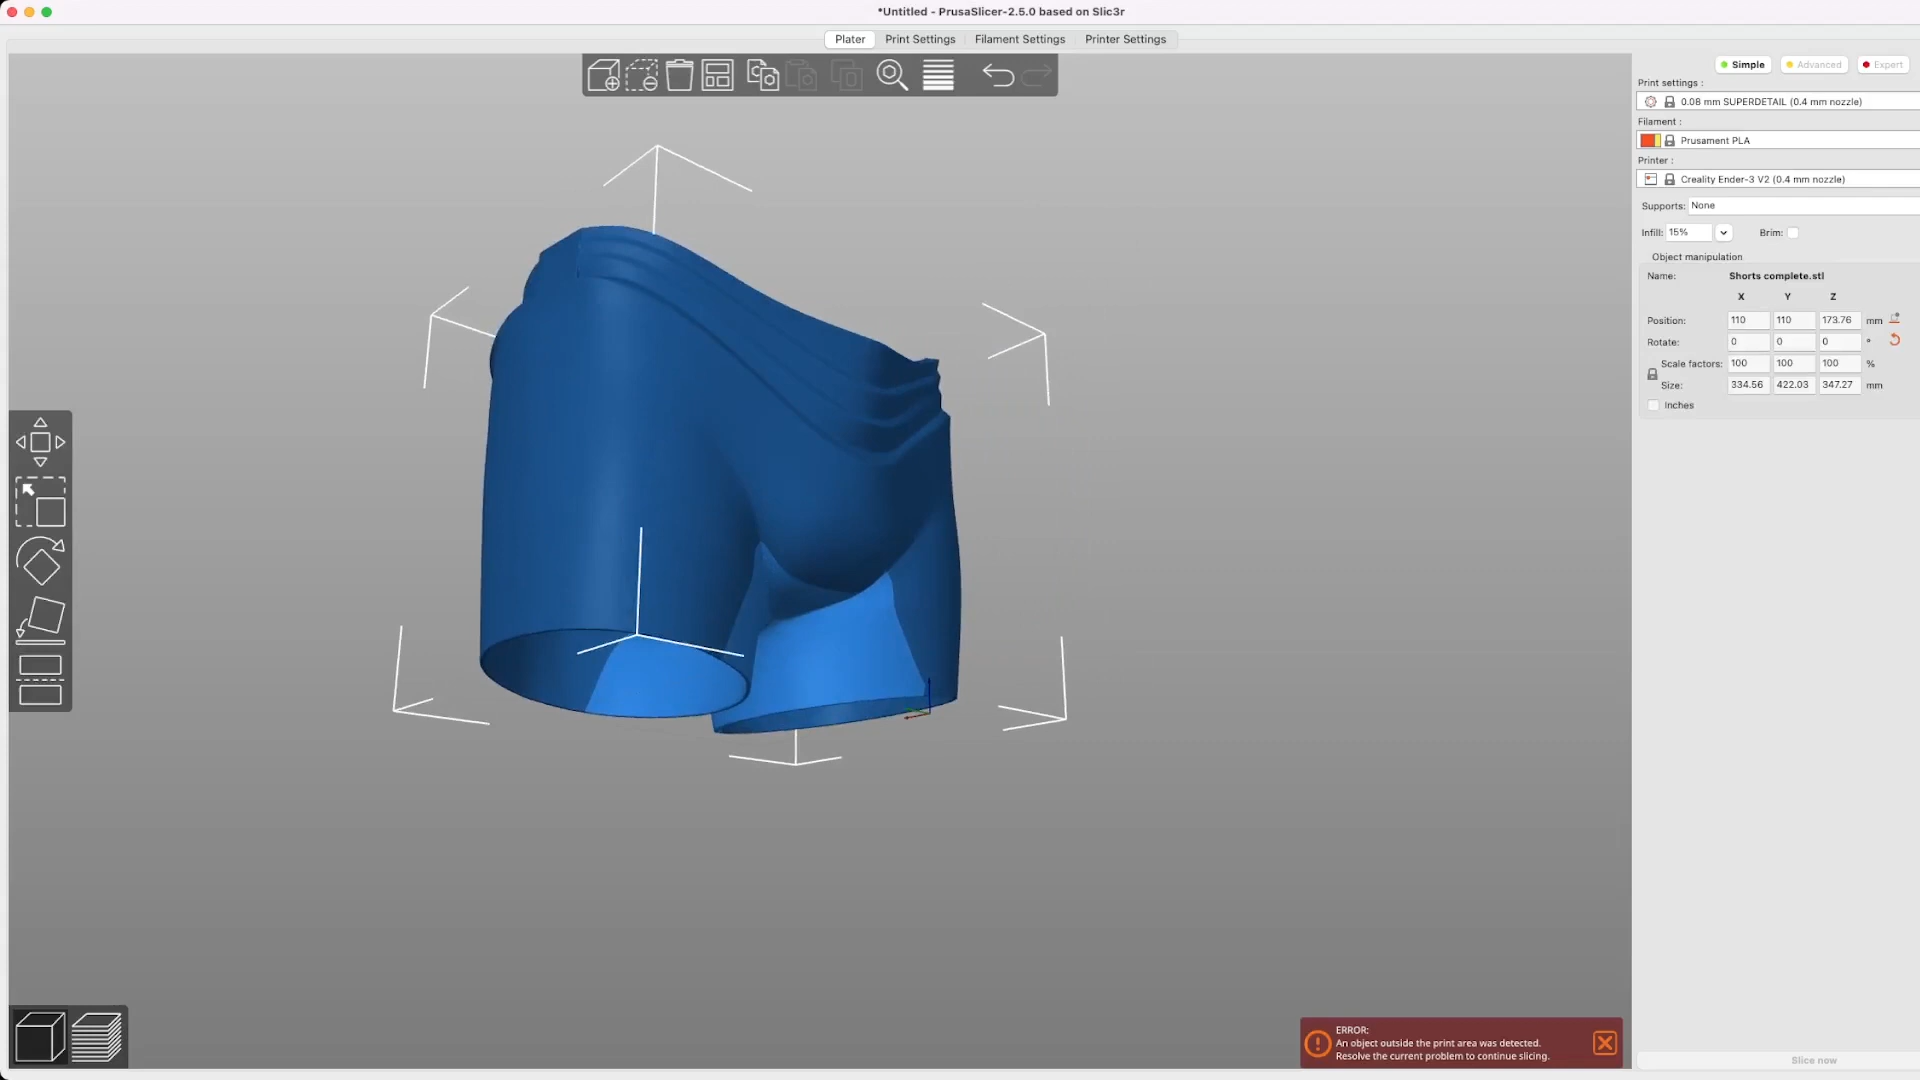 *Untitled - PrusaSlicer-2.5.0 based on Slic3r
Plater Print Settings Filament Settings Printer Settings
Simple Advanced Expert
Print settings :
0.08 mm SUPERDETAIL (0.4 mm nozzle)
Filament :
Prusament PLA
Printer :
Creality Ender-3 V2 (0.4 mm nozzle)
Supports: None
Infill: 15% Brim:
Object manipulation
Name: Shorts complete.stl
X Y Z
Position: 110 110 173.76 mm
Rotate: 0 0 0 °
Scale factors: 100 100 100 %
Size: 334.56 422.03 347.27 mm
Inches
ERROR:
An object outside the print area was detected.
Resolve the current problem to continue slicing.
Slice now